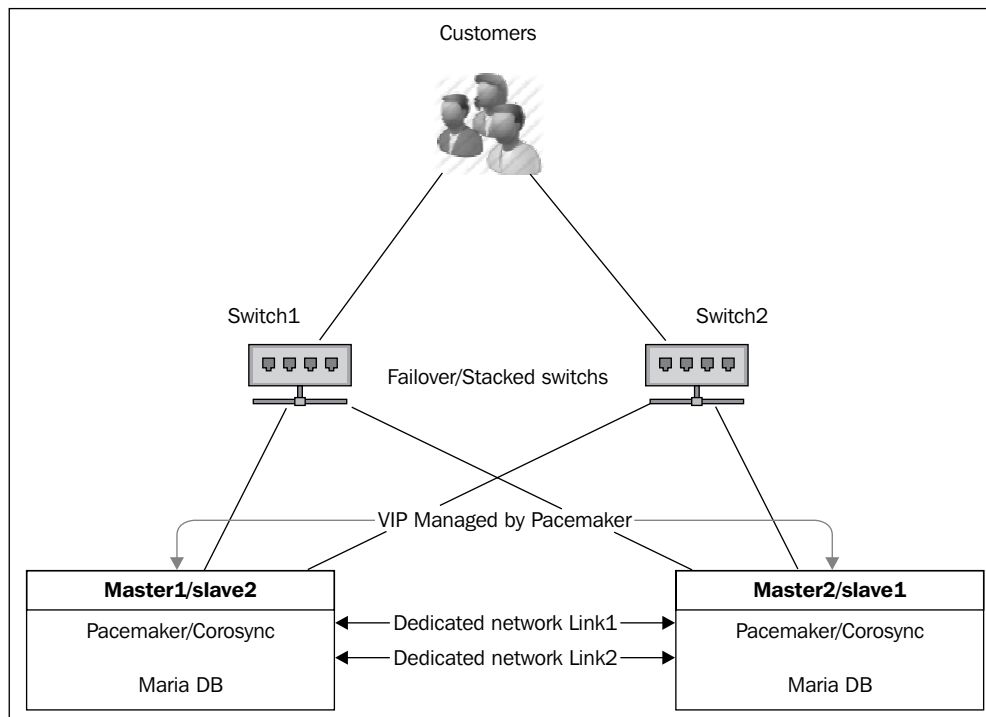 Customers
Switch1
Switch2
Failover/Stacked switchs
VIP Managed by Pacemaker
Master1/slave2
Master2/slave1
Pacemaker/Corosync
Dedicated network Link1
Pacemaker/Corosync
Dedicated network Link2
Maria DB
Maria DB